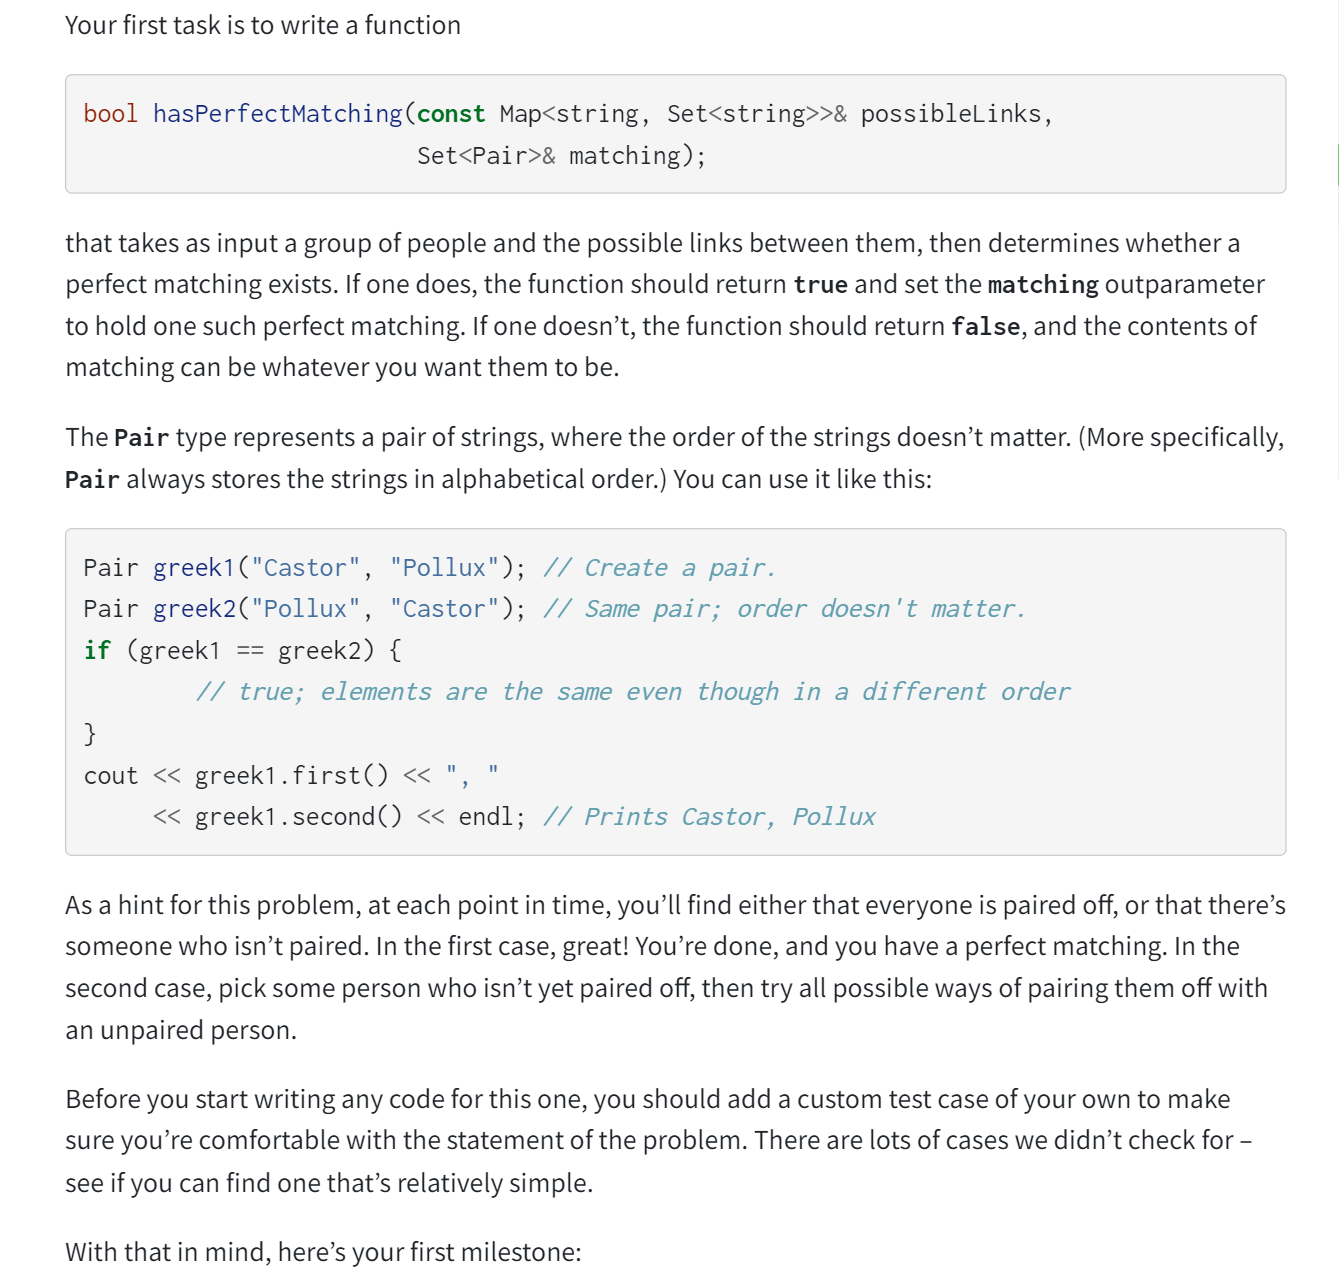 Your first task is to write a function
bool hasPerfectMatching(const Map<string, Set<string>>& possibleLinks,
Set<Pair>& matching);
that takes as input a group of people and the possible links between them, then determines whether a
perfect matching exists. If one does, the function should return true and set the matching outparameter
to hold one such perfect matching. If one doesn’t, the function should return false, and the contents of
matching can be whatever you want them to be.
The Pair type represents a pair of strings, where the order of the strings doesn’t matter. (More specifically,
Pair always stores the strings in alphabetical order.) You can use it like this:
Pair greek1("Castor", "Pollux"); // Create a pair.
Pair greek2("Pollux", "Castor"); // Same pair; order doesn't matter.
if (greek1 == greek2) {
// true; elements are the same even though in a different order
}
cout << greek1.first() << ", "
<< greek1.second() << endl; // Prints Castor, Pollux
As a hint for this problem, at each point in time, you’ll find either that everyone is paired off, or that there’s
someone who isn’t paired. In the first case, great! You’re done, and you have a perfect matching. In the
second case, pick some person who isn’t yet paired off, then try all possible ways of pairing them off with
an unpaired person.
Before you start writing any code for this one, you should add a custom test case of your own to make
sure you’re comfortable with the statement of the problem. There are lots of cases we didn’t check for –
see if you can find one that’s relatively simple.
With that in mind, here’s your first milestone: